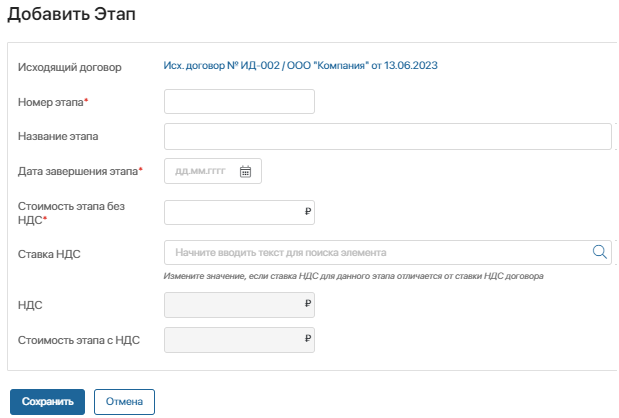 Добавить Этап
Исходящий договор Исх. договор № ИД-002 / ООО "Компания" от 13.06.2023
Номер этапа*
Название этапа
Дата завершения этапа* дд.мм.гггг
Стоимость этапа без
НДС* ₽
Ставка НДС Начните вводить текст для поиска элемента
Измените значение, если ставка НДС для данного этапа отличается от ставки НДС договора
НДС ₽
Стоимость этапа с НДС ₽
Сохранить Отмена